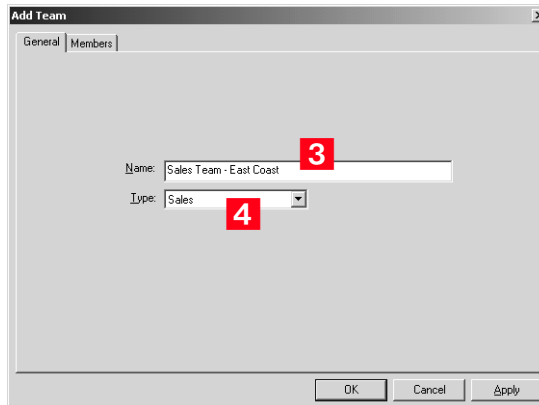 Add Team
General Members
3
Name: Sales Team - East Coast
Type: Sales
4
OK Cancel Apply